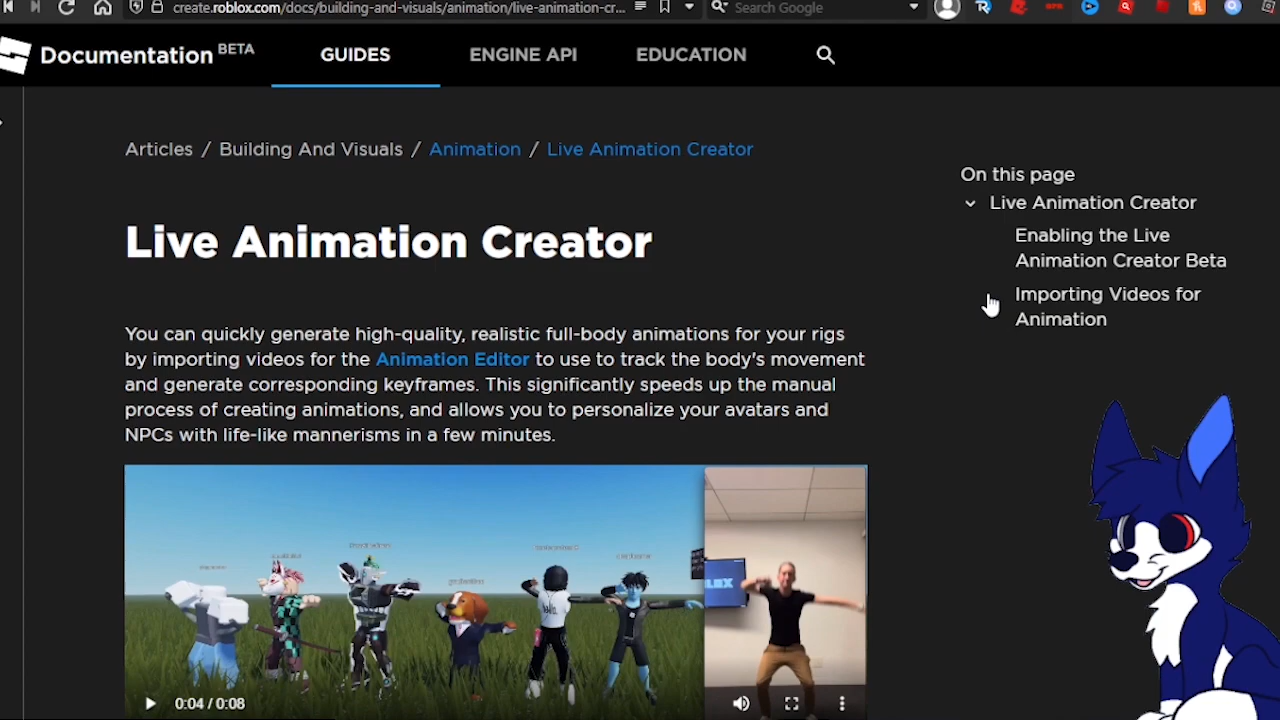 create.roblox.com/docs/building-and-visuals/animation/live-animation-cr...
Search Google
Documentation BETA
GUIDES
ENGINE API
EDUCATION
Articles / Building And Visuals / Animation / Live Animation Creator
Live Animation Creator
You can quickly generate high-quality, realistic full-body animations for your rigs
by importing videos for the Animation Editor to use to track the body's movement
and generate corresponding keyframes. This significantly speeds up the manual
process of creating animations, and allows you to personalize your avatars and
NPCs with life-like mannerisms in a few minutes.
0:04 / 0:08
On this page
Live Animation Creator
Enabling the Live
Animation Creator Beta
Importing Videos for
Animation